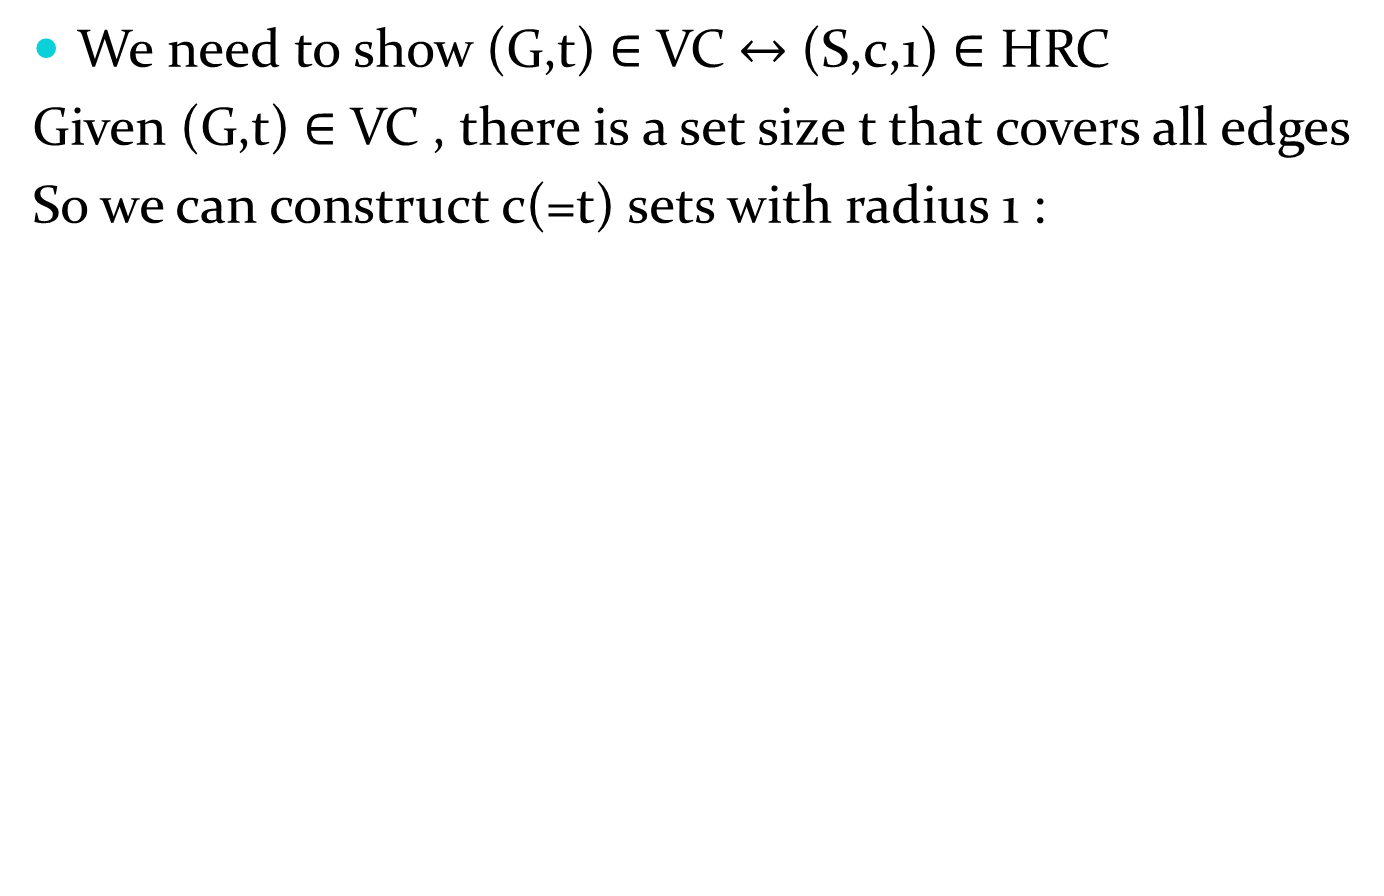 • We need to show (G,t) ∈ VC ↔ (S,c,1) ∈ HRC
Given (G,t) ∈ VC , there is a set size t that covers all edges
So we can construct c(=t) sets with radius 1 :